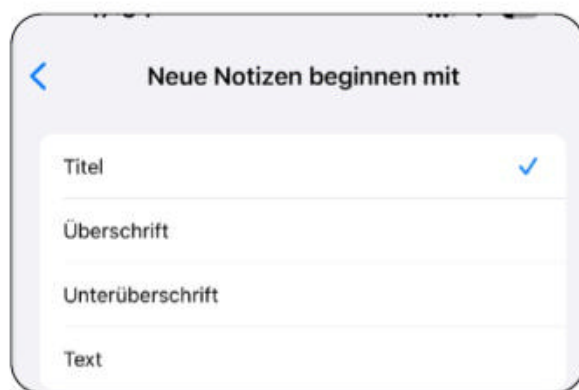 Neue Notizen beginnen mit
Titel
Überschrift
Unterüberschrift
Text